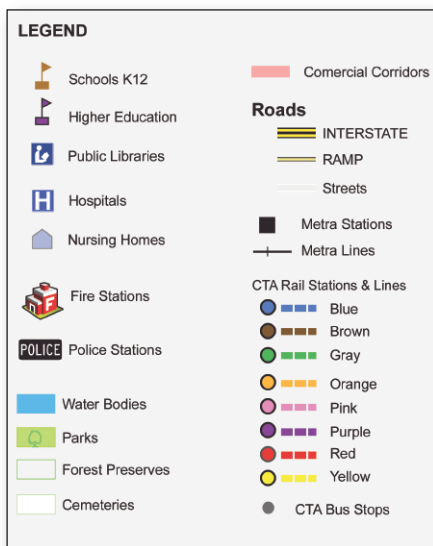 LEGEND
Schools K12
Higher Education
Public Libraries
H Hospitals
Nursing Homes
F Fire Stations
POLICE Police Stations
Water Bodies
Parks
Forest Preserves
Cemeteries
Comercial Corridors
Roads
INTERSTATE
RAMP
Streets
Metra Stations
Metra Lines
CTA Rail Stations & Lines
Blue
Brown
Gray
Orange
Pink
Purple
Red
Yellow
CTA Bus Stops